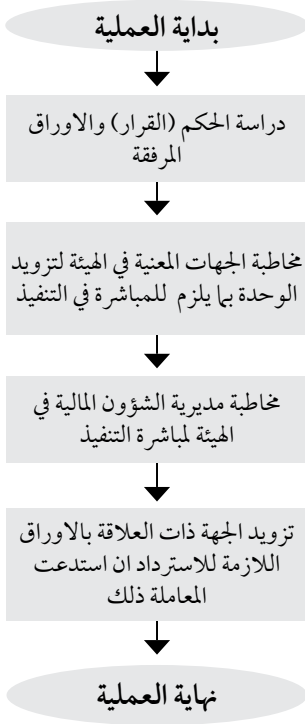 بداية العملية
دراسة الحكم (القرار) والاوراق
المرفقة
مخاطبة الجهات المعنية في الهيئة لتزويد
الوحدة بما يلزم للمباشرة في التنفيذ
مخاطبة مديرية الشؤون المالية في
الهيئة لمباشرة التنفيذ
تزويد الجهة ذات العلاقة بالاوراق
اللازمة للاسترداد ان استدعت
المعاملة ذلك
نهاية العملية